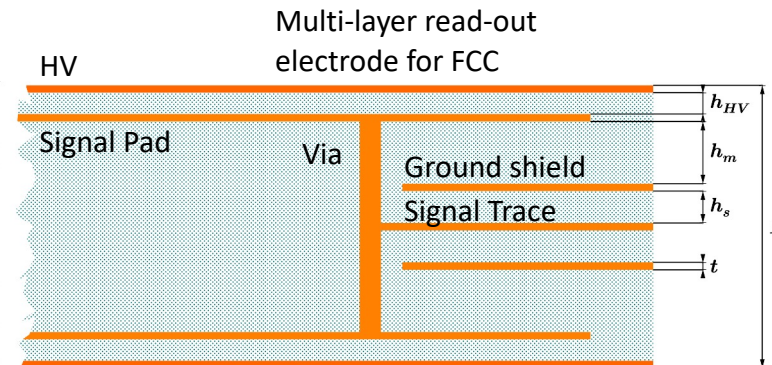 Multi-layer read-out
electrode for FCC
HV
h_HV
Signal Pad
Via
h_m
Ground shield
Signal Trace
h_s
t